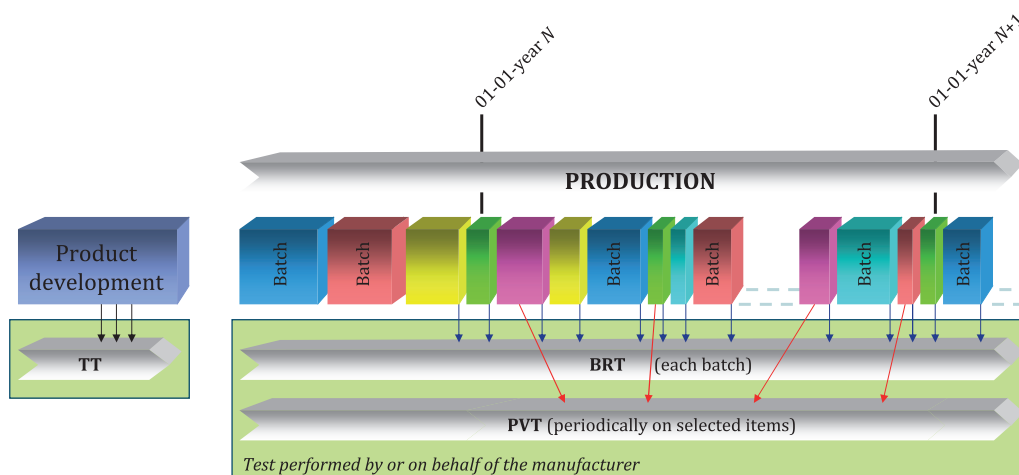 01-01-year N
01-01-year N+1
PRODUCTION
Product
development
Batch
Batch
Batch
Batch
Batch
Batch
TT
BRT (each batch)
PVT (periodically on selected items)
Test performed by or on behalf of the manufacturer